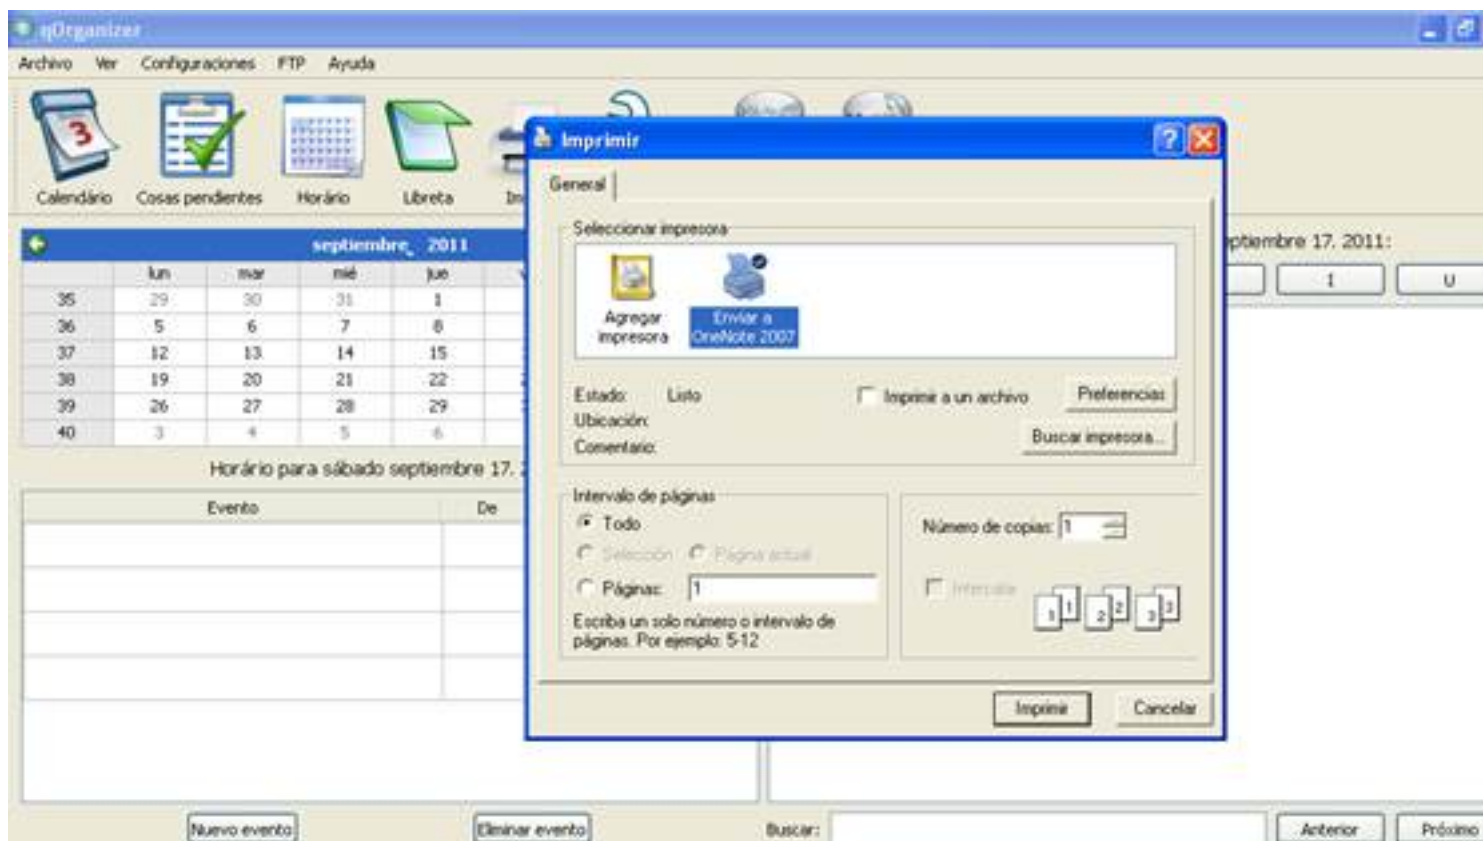 qOrganizer
Archivo Ver Configuraciones FTP Ayuda
3
Calendário Cosas pendientes Horário Libreta
septiembre, 2011
lun mar mié jue
35 29 30 31 1
36 5 6 7 8
37 12 13 14 15
38 19 20 21 22
39 26 27 28 29
40 3 4 5 6
Horário para sábado septiembre 17.
Evento De
Nuevo evento Eliminar evento
Imprimir
General
Seleccionar impresora
Agregar
impresora
Enviar a
OneNote 2007
Estado: Listo
Ubicación:
Comentario:
Imprimir a un archivo Preferencias
Buscar impresora...
Intervalo de páginas
Todo
Selección Página actual
Páginas: 1
Escriba un solo número o intervalo de
páginas. Por ejemplo: 5-12
Número de copias: 1
Intercalar
1 1 2 2 3 3
Imprimir Cancelar
ptiembre 17. 2011:
I U
Buscar: Anterior Próximo